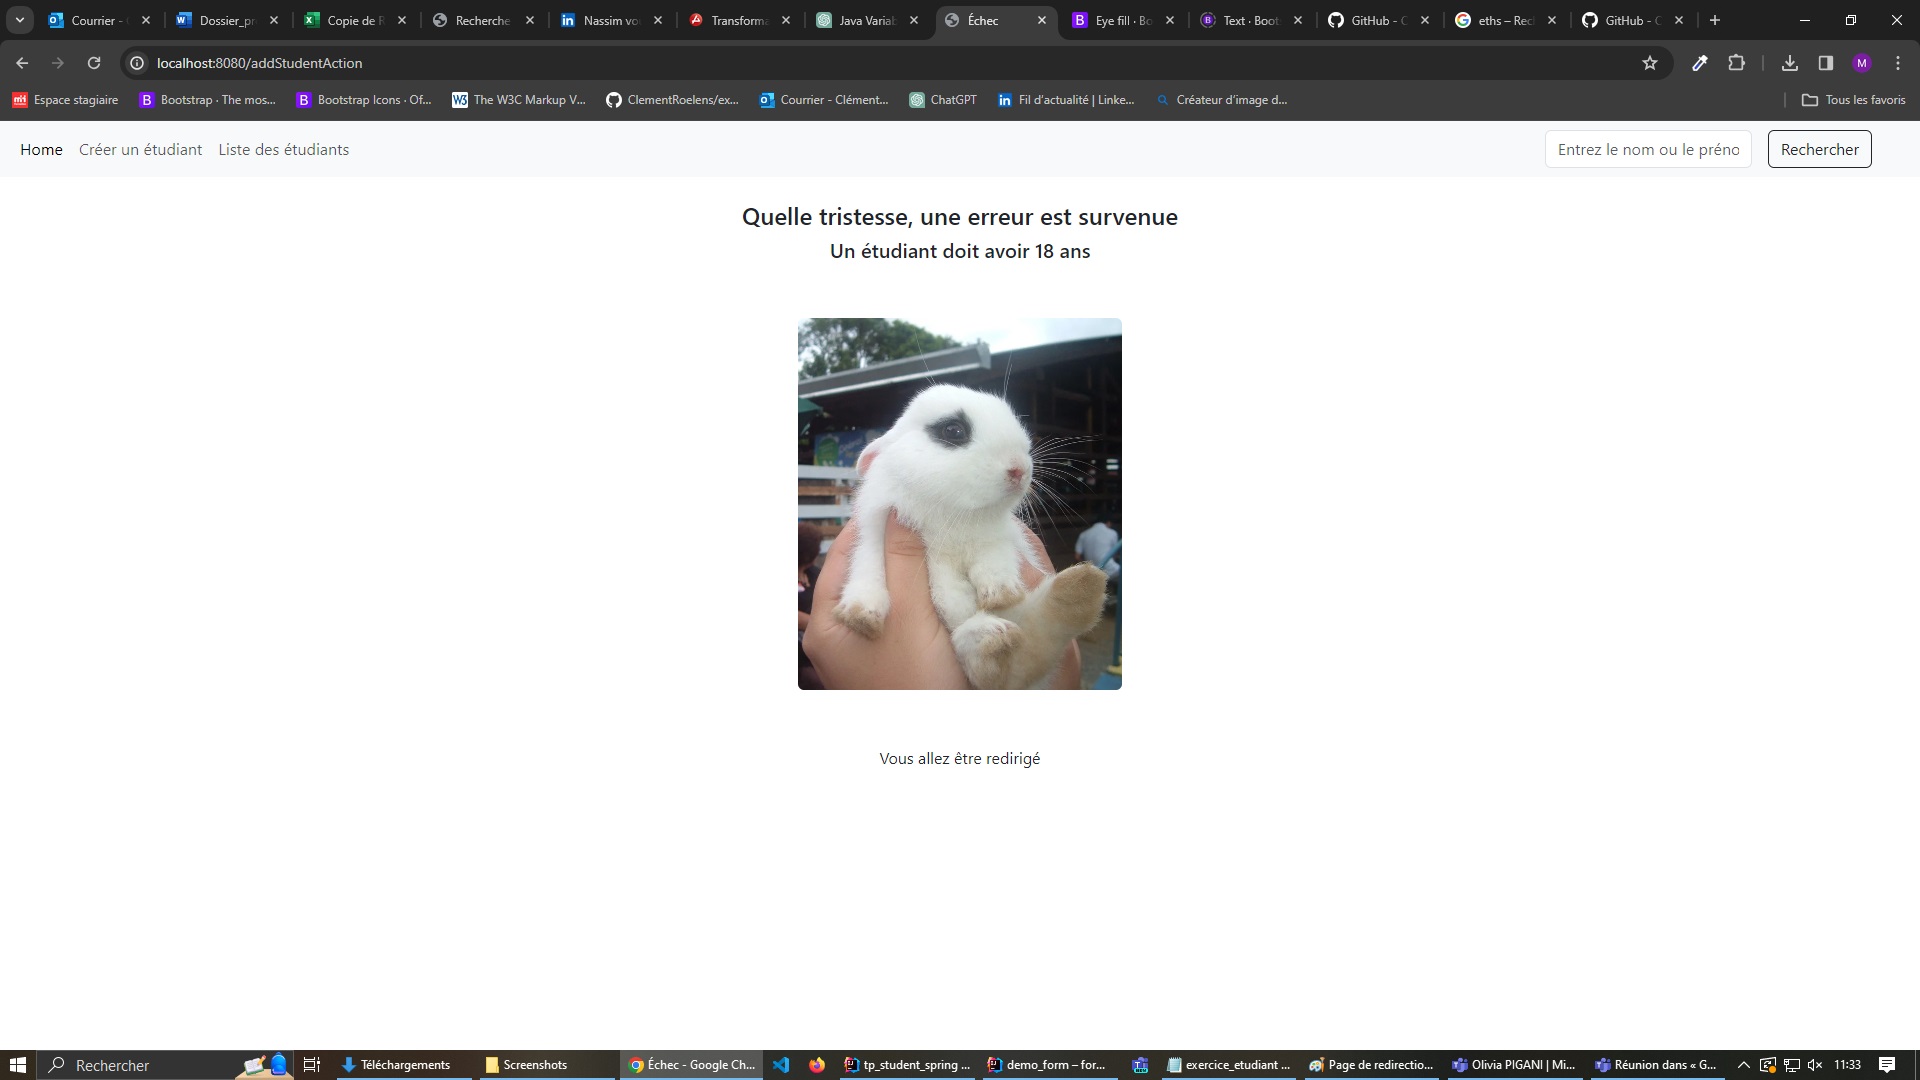 Courrier -
Dossier_pr
Copie de R
Recherche
Nassim vou
Transforma
Java Variab
Échec
Eye fill · Bo
Text · Boots
GitHub - C
eths – Rech
GitHub - C
localhost:8080/addStudentAction
Espace stagiaire
Bootstrap · The mos...
Bootstrap Icons · Of...
The W3C Markup V...
ClementRoelens/ex...
Courrier - Clément...
ChatGPT
Fil d'actualité | Linke...
Créateur d'image d...
Tous les favoris
Home Créer un étudiant Liste des étudiants
Entrez le nom ou le préno
Rechercher
Quelle tristesse, une erreur est survenue
Un étudiant doit avoir 18 ans
Vous allez être redirigé
Rechercher
Téléchargements
Screenshots
Échec - Google Ch...
tp_student_spring ...
demo_form – for...
exercice_etudiant ...
Page de redirectio...
Olivia PIGANI | Mi...
Réunion dans « G...
11:33